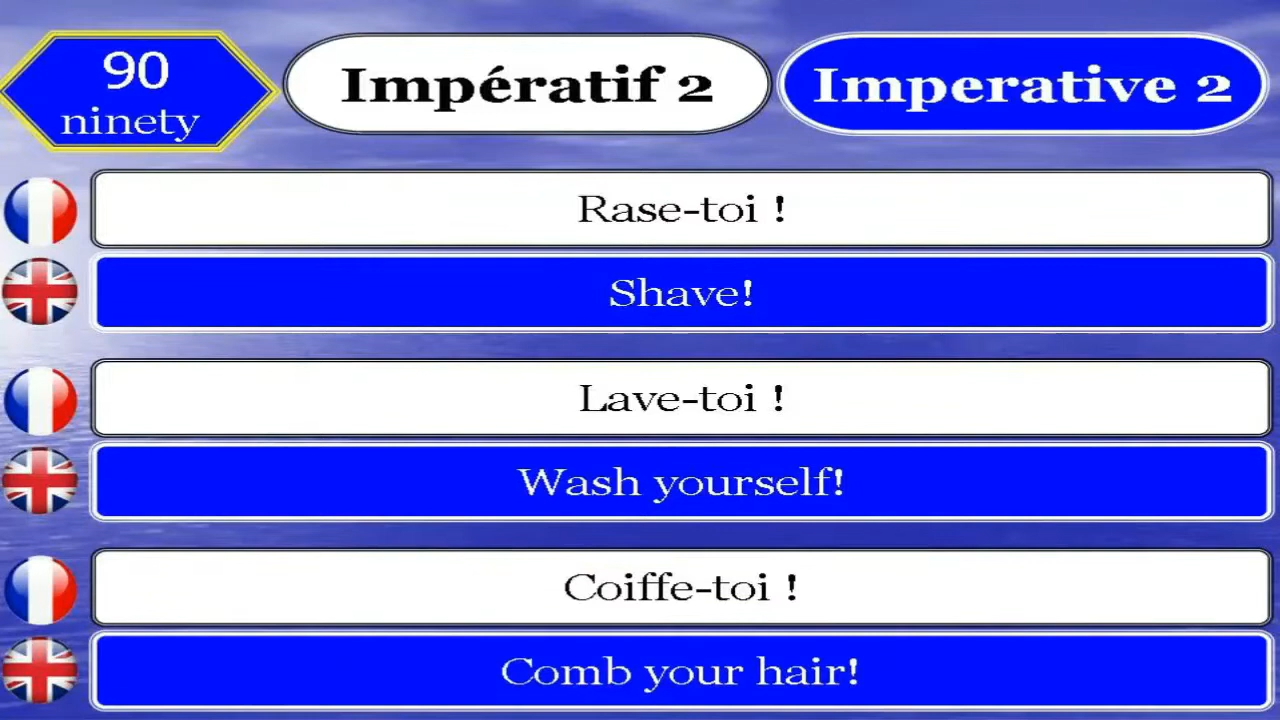 90
ninety
Impératif 2
Imperative 2
Rase-toi !
Shave!
Lave-toi !
Wash yourself!
Coiffe-toi !
Comb your hair!